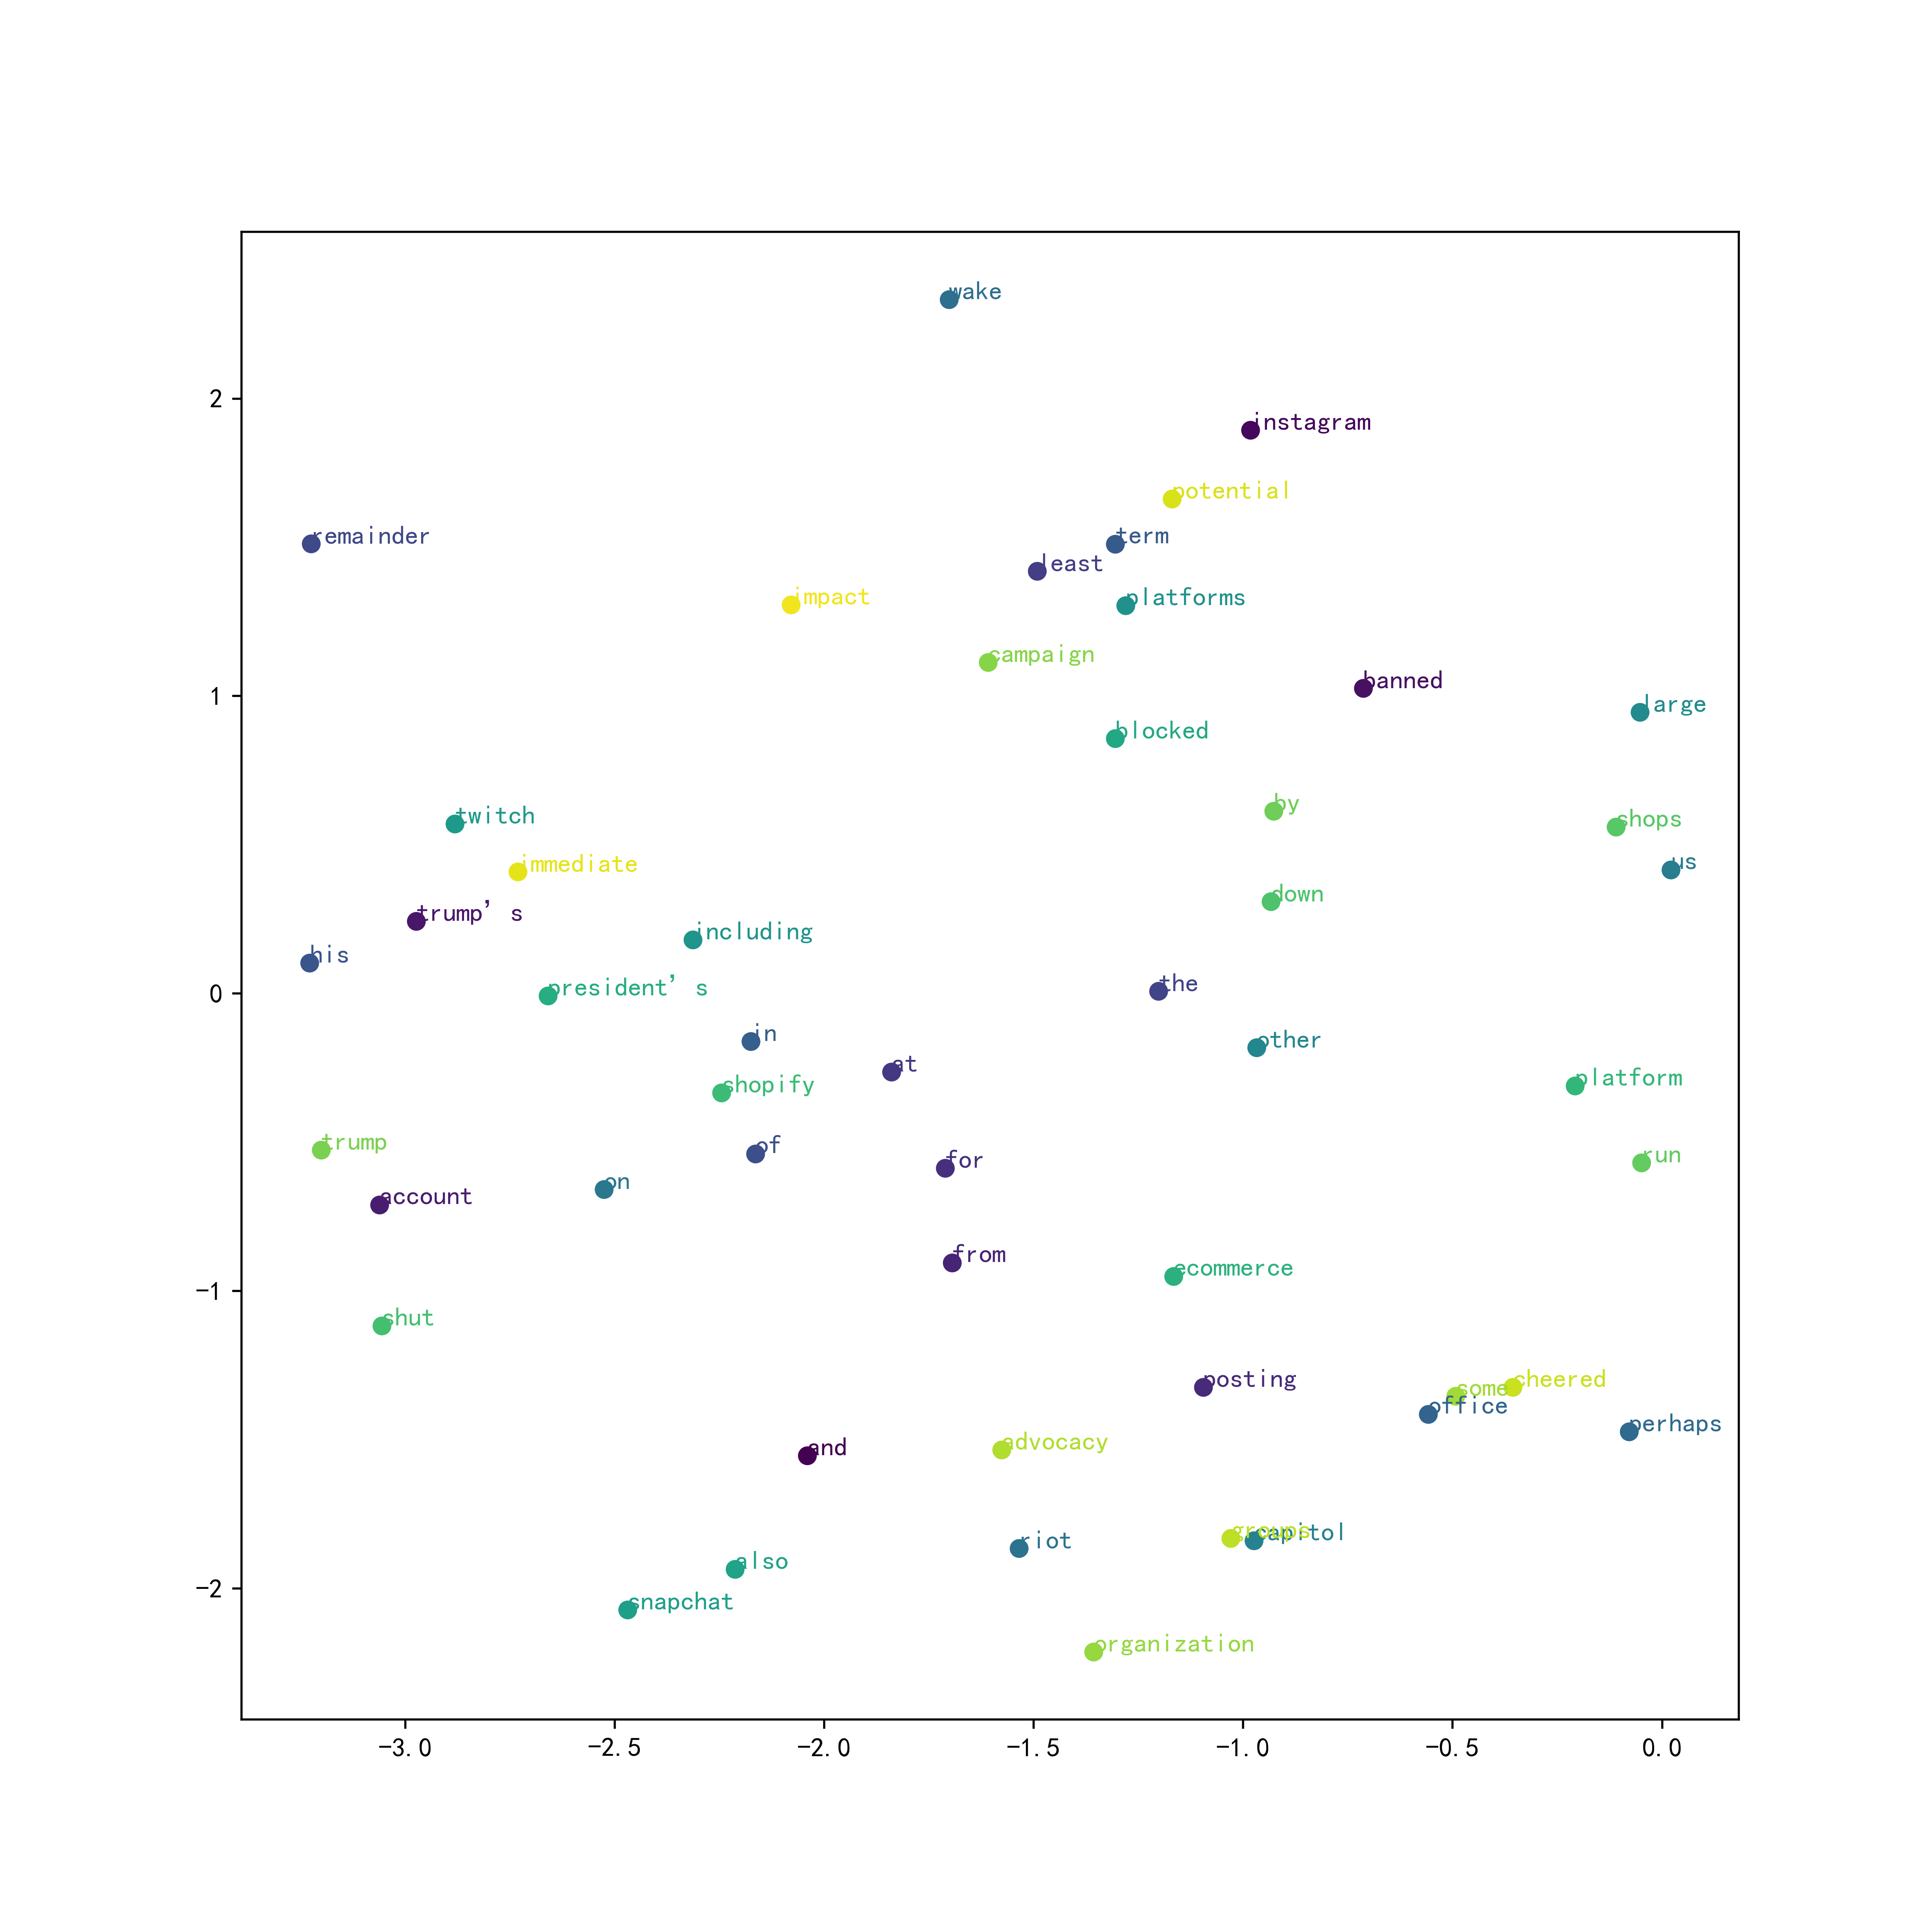 wake
2
instagram
potential
remainder
term
least
impact
platforms
campaign
1
banned
large
blocked
twitch
by
shops
immediate
us
down
trump’s
including
his
0
president’s
the
in
other
at
shopify
platform
trump
of
for
run
on
account
from
ecommerce
−1
shut
posting
cheered
some
office
perhaps
and
advocacy
groups
capitol
riot
also
−2
snapchat
organization
−3.0 −2.5 −2.0 −1.5 −1.0 −0.5 0.0